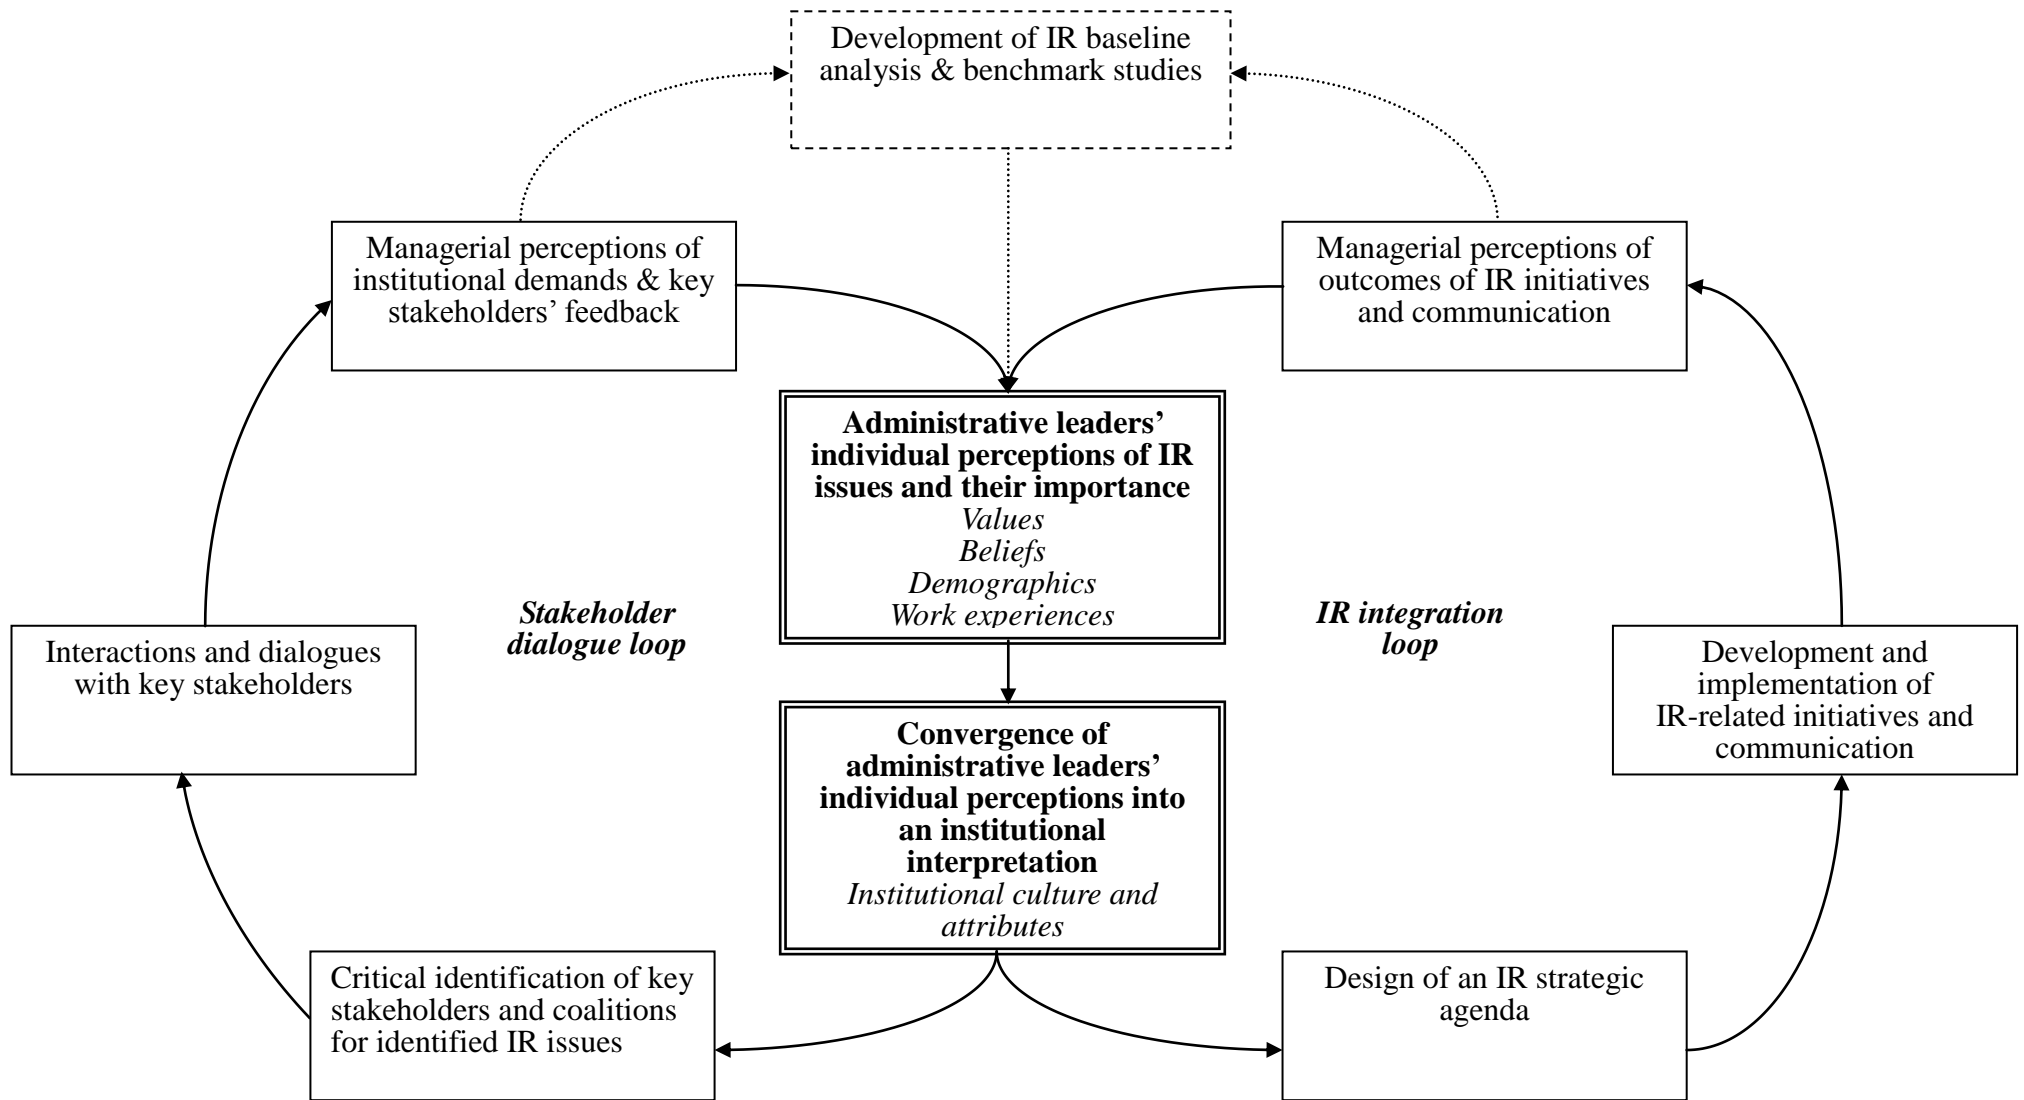 Development of IR baseline
analysis & benchmark studies
Managerial perceptions of
institutional demands & key
stakeholders’ feedback
Managerial perceptions of
outcomes of IR initiatives
and communication
Administrative leaders’
individual perceptions of IR
issues and their importance
Values
Beliefs
Demographics
Work experiences
Stakeholder
dialogue loop
IR integration
loop
Interactions and dialogues
with key stakeholders
Development and
implementation of
IR-related initiatives and
communication
Convergence of
administrative leaders’
individual perceptions into
an institutional
interpretation
Institutional culture and
attributes
Critical identification of key
stakeholders and coalitions
for identified IR issues
Design of an IR strategic
agenda